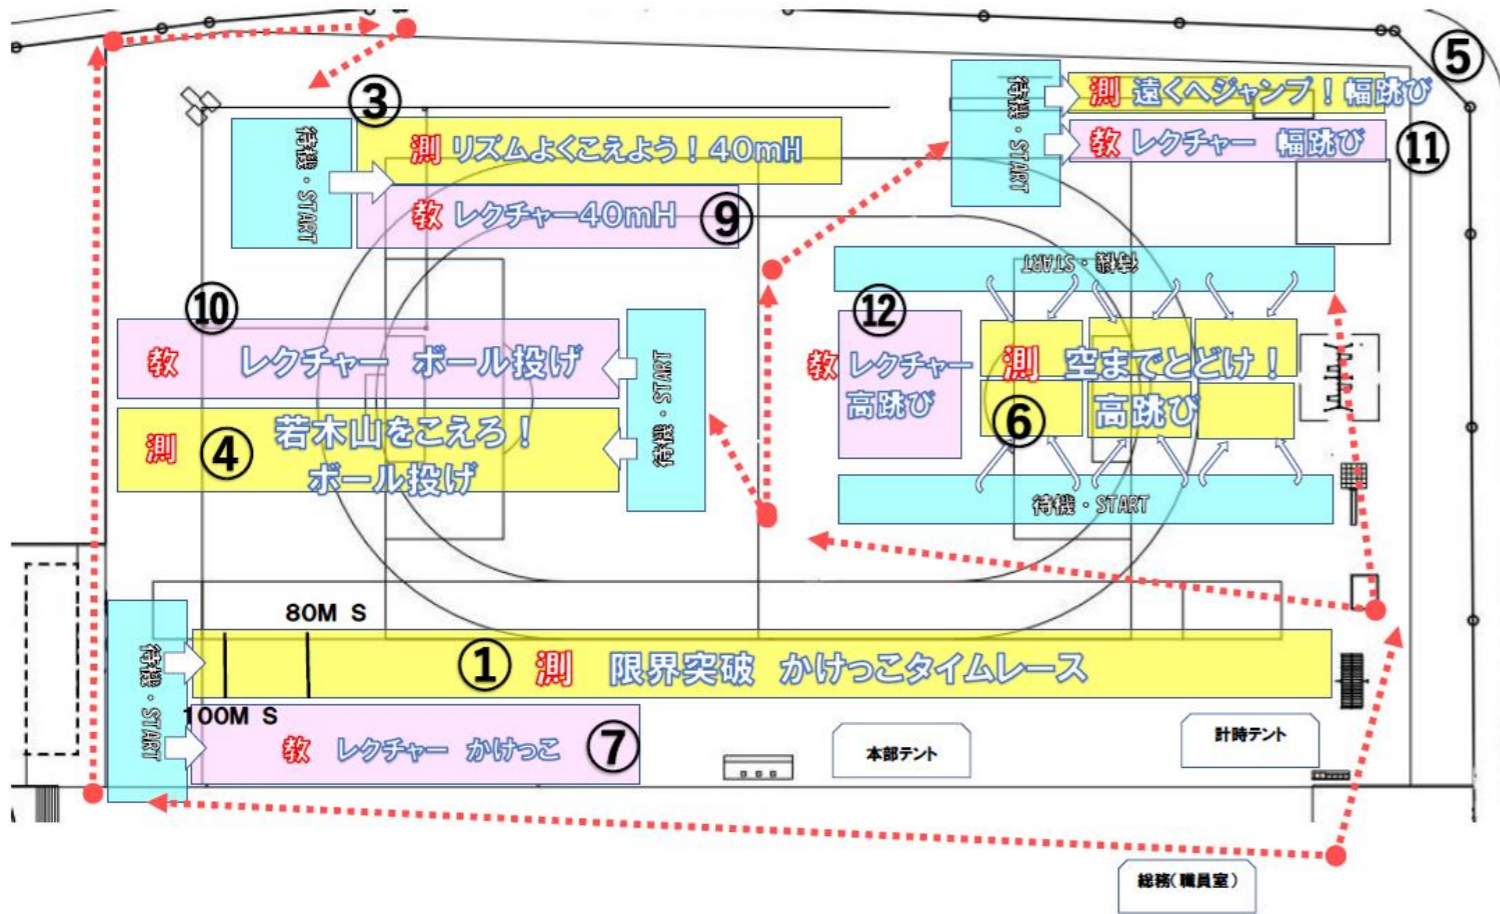 ⑤
測 遠くへジャンプ！幅跳び
待機・START
教 レクチャー 幅跳び
⑪
③
測 リズムよくこえよう！40mH
待機・START
教 レクチャー40mH
⑨
待機・START
⑩
教 レクチャー ボール投げ
待機・START
測 ④ 若木山をこえろ！
ボール投げ
⑫
教 レクチャー
高跳び
測 空までとどけ！
⑥ 高跳び
待機・START
80M S
待機・START
① 測 限界突破 かけっこタイムレース
100M S
教 レクチャー かけっこ ⑦
本部テント
計時テント
総務(職員室)